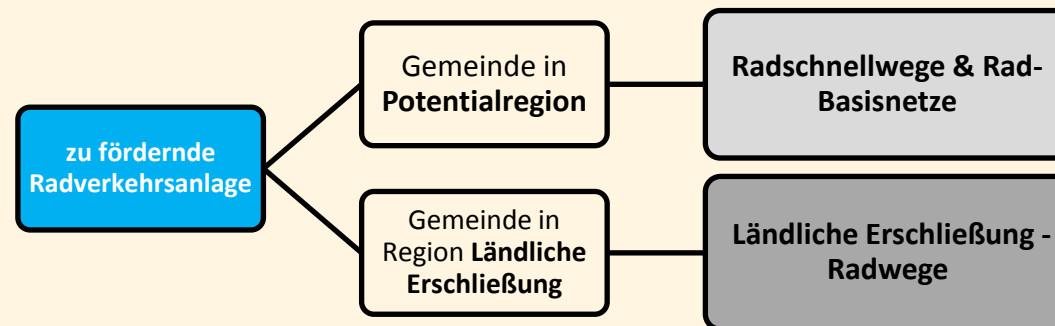 zu fördernde
Radverkehrsanlage
Gemeinde in
Potentialregion
Radschnellwege & Rad-
Basisnetze
Gemeinde in
Region Ländliche
Erschließung
Ländliche Erschließung -
Radwege